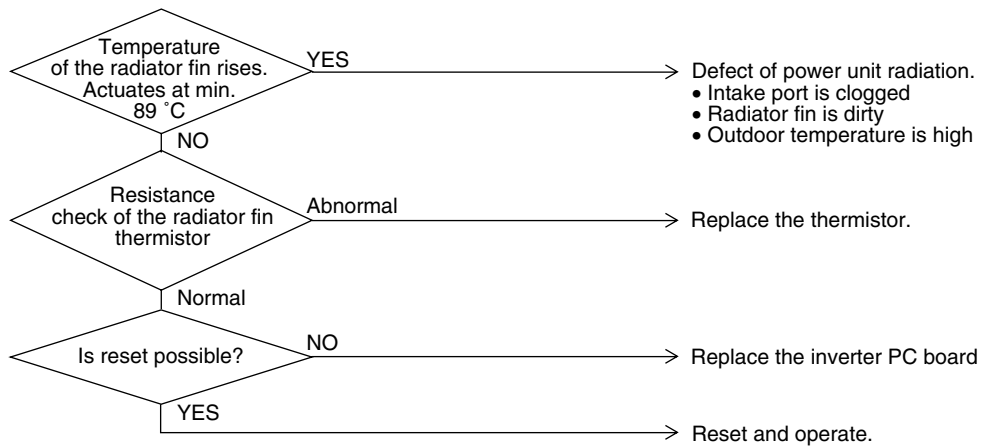 Temperature
of the radiator fin rises.
Actuates at min.
89 ˚C
YES
Defect of power unit radiation.
• Intake port is clogged
• Radiator fin is dirty
• Outdoor temperature is high
NO
Resistance
check of the radiator fin
thermistor
Abnormal
Replace the thermistor.
Normal
Is reset possible?
NO
Replace the inverter PC board
YES
Reset and operate.